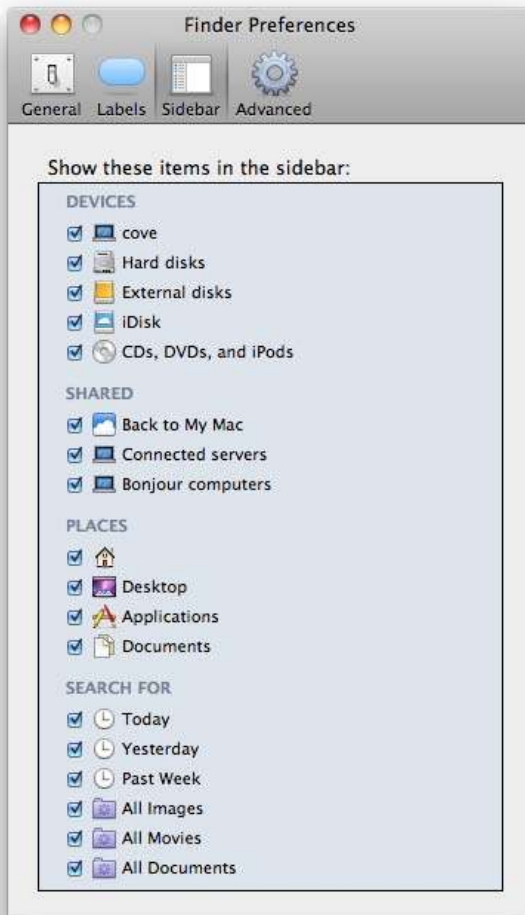 Finder Preferences
General Labels Sidebar Advanced
Show these items in the sidebar:
DEVICES
cove
Hard disks
External disks
iDisk
CDs, DVDs, and iPods
SHARED
Back to My Mac
Connected servers
Bonjour computers
PLACES
Desktop
Applications
Documents
SEARCH FOR
Today
Yesterday
Past Week
All Images
All Movies
All Documents